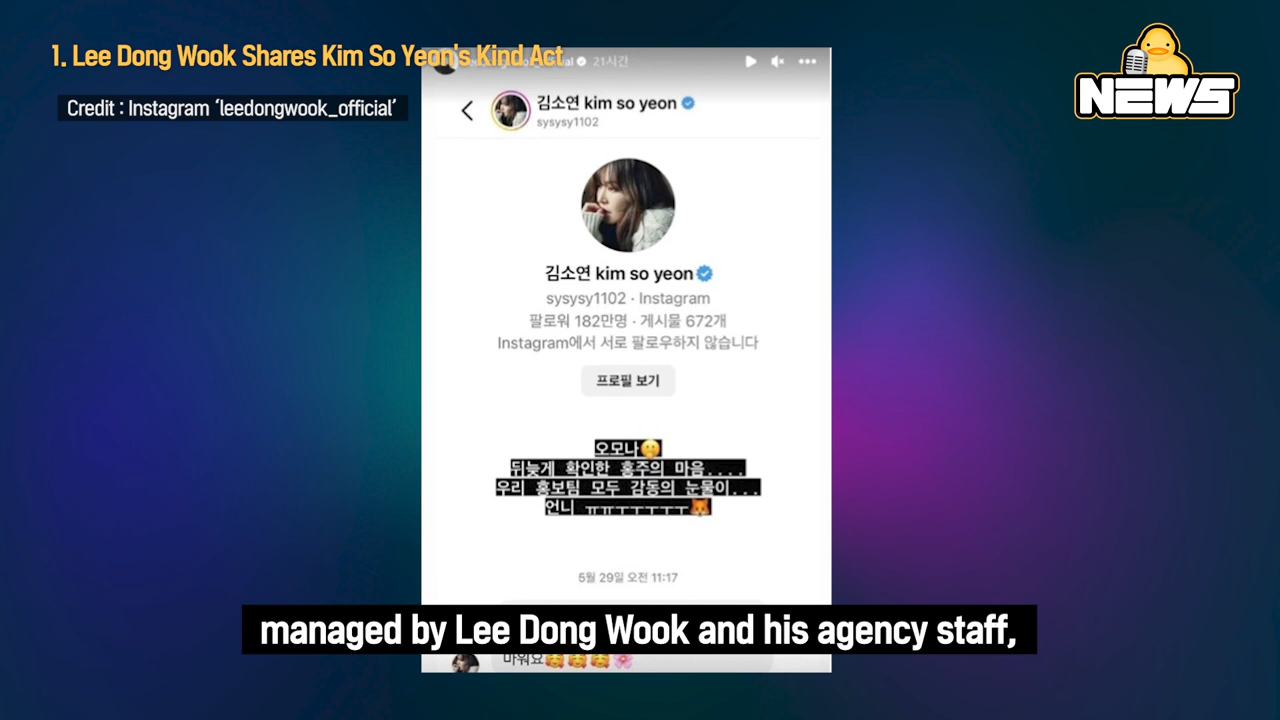 1. Lee Dong Wook Shares Kim So Yeon's Kind Act
21시간
Credit : Instagram ‘leedongwook_official’
NEWS
김소연 kim so yeon
sysysy1102
김소연 kim so yeon
sysysy1102 · Instagram
팔로워 182만명 · 게시물 672개
Instagram에서 서로 팔로우하지 않습니다
프로필 보기
오모나🤭
뒤늦게 확인한 홍주의 마음....
우리 홍보팀 모두 감동의 눈물이...
언니 ㅠㅠㅜㅜㅜㅜㅜ🦊
5월 29일 오전 11:17
managed by Lee Dong Wook and his agency staff,
마워요🥰🥰🥰🌸